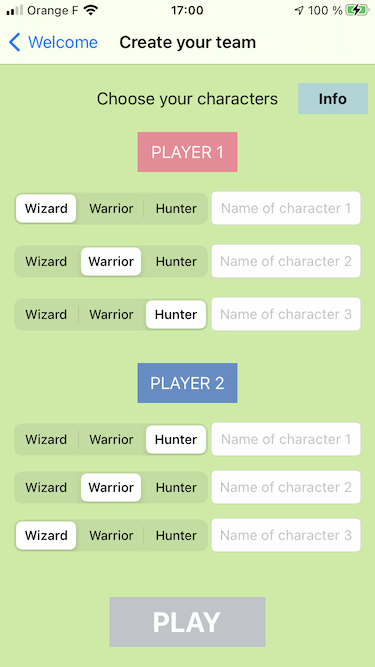 Orange F 17:00 100 %
Welcome Create your team
Choose your characters Info
PLAYER 1
Wizard Warrior Hunter Name of character 1
Wizard Warrior Hunter Name of character 2
Wizard Warrior Hunter Name of character 3
PLAYER 2
Wizard Warrior Hunter Name of character 1
Wizard Warrior Hunter Name of character 2
Wizard Warrior Hunter Name of character 3
PLAY